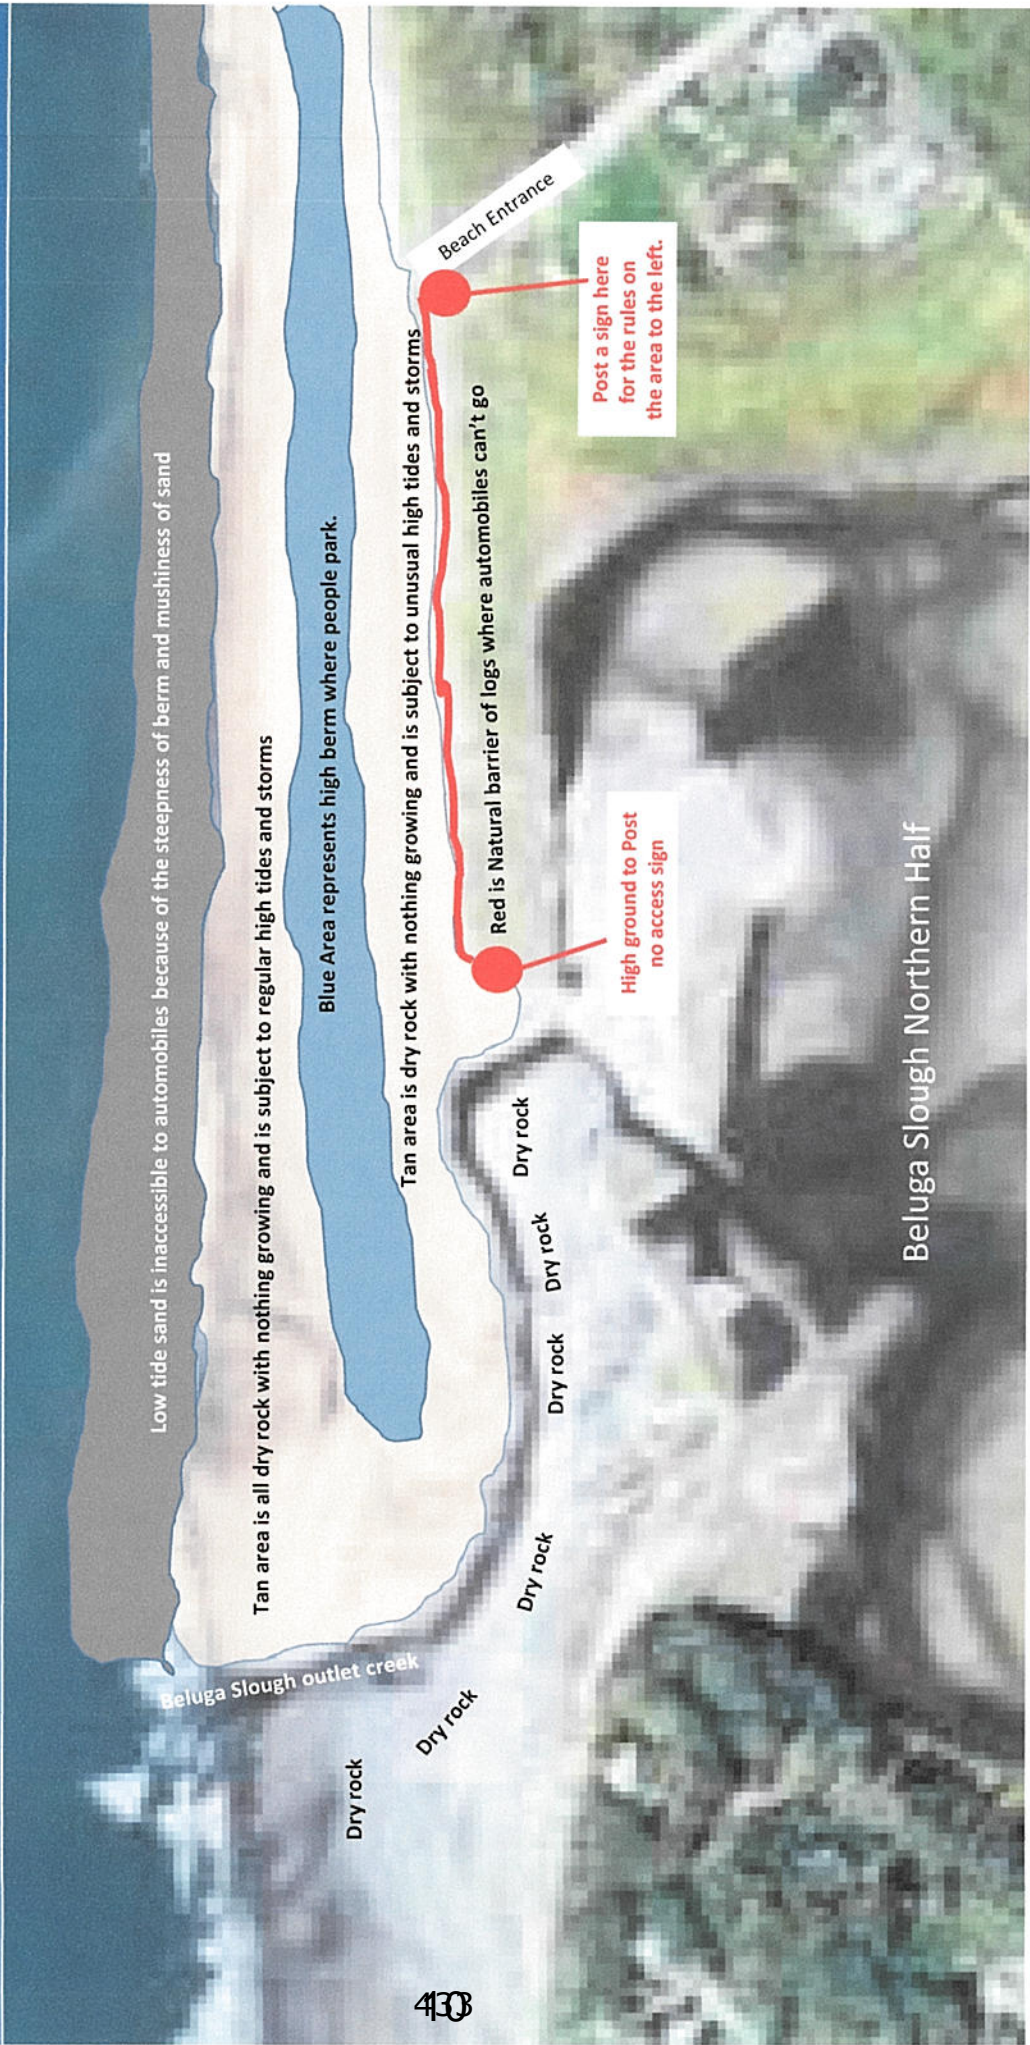 Low tide sand is inaccessible to automobiles because of the steepness of berm and mushiness of sand
Tan area is all dry rock with nothing growing and is subject to regular high tides and storms
Blue Area represents high berm where people park.
Tan area is dry rock with nothing growing and is subject to unusual high tides and storms
Beach Entrance
Red is Natural barrier of logs where automobiles can't go
Post a sign here
for the rules on
the area to the left.
High ground to Post
no access sign
Beluga Slough outlet creek
Dry rock
Dry rock
Dry rock
Dry rock
Dry rock
Dry rock
Beluga Slough Northern Half